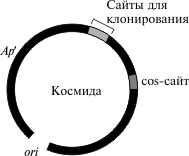 Сайты для
клонирования
Ap^r
cos-сайт
Космида
ori